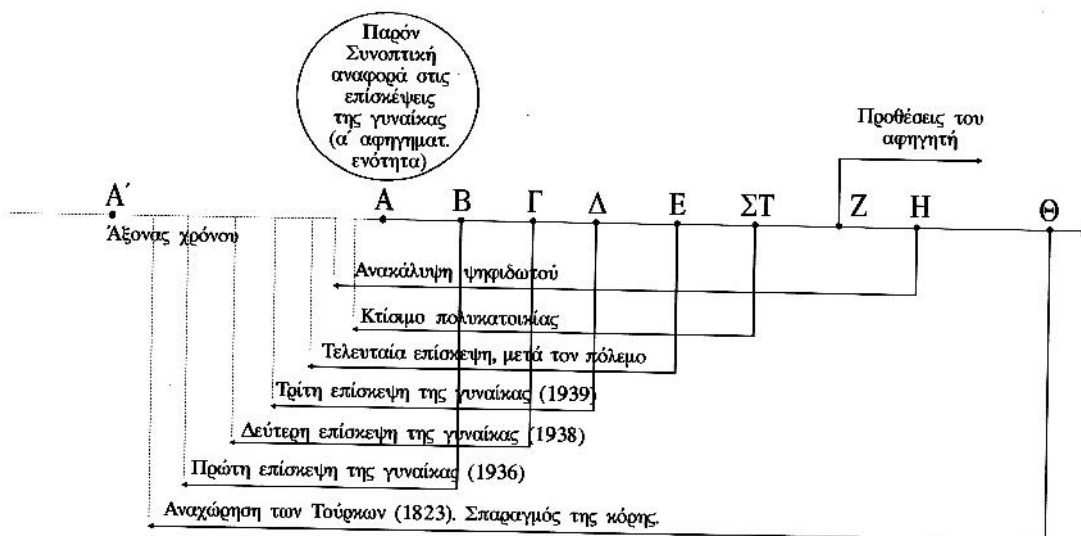 Παρόν
Συνοπτική
αναφορά στις
επίσκέψεις
της γυναίκας
(α΄ αφηγηματ.
ενότητα)
Προθέσεις του
αφηγητή
Α΄ Α Β Γ Δ Ε ΣΤ Ζ Η Θ
Άξονας χρόνου
Ανακάλυψη ψηφιδωτού
Κτίσιμο πολυκατοικίας
Τελευταία επίσκεψη, μετά τον πόλεμο
Τρίτη επίσκεψη της γυναίκας (1939)
Δεύτερη επίσκεψη της γυναίκας (1938)
Πρώτη επίσκεψη της γυναίκας (1936)
Αναχώρηση των Τούρκων (1823). Σπαραγμός της κόρης.